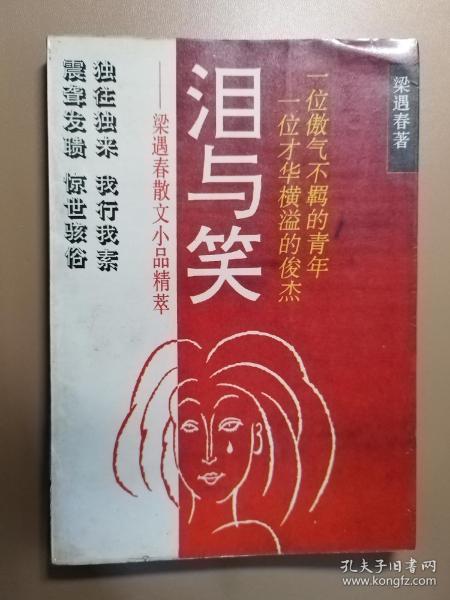 梁遇春著
一位傲气不羁的青年
一位才华横溢的俊杰
泪与笑
——梁遇春散文小品精萃
独往独来 我行我素
震聋发聩 惊世骇俗
孔夫子旧书网
www.kongfz.com